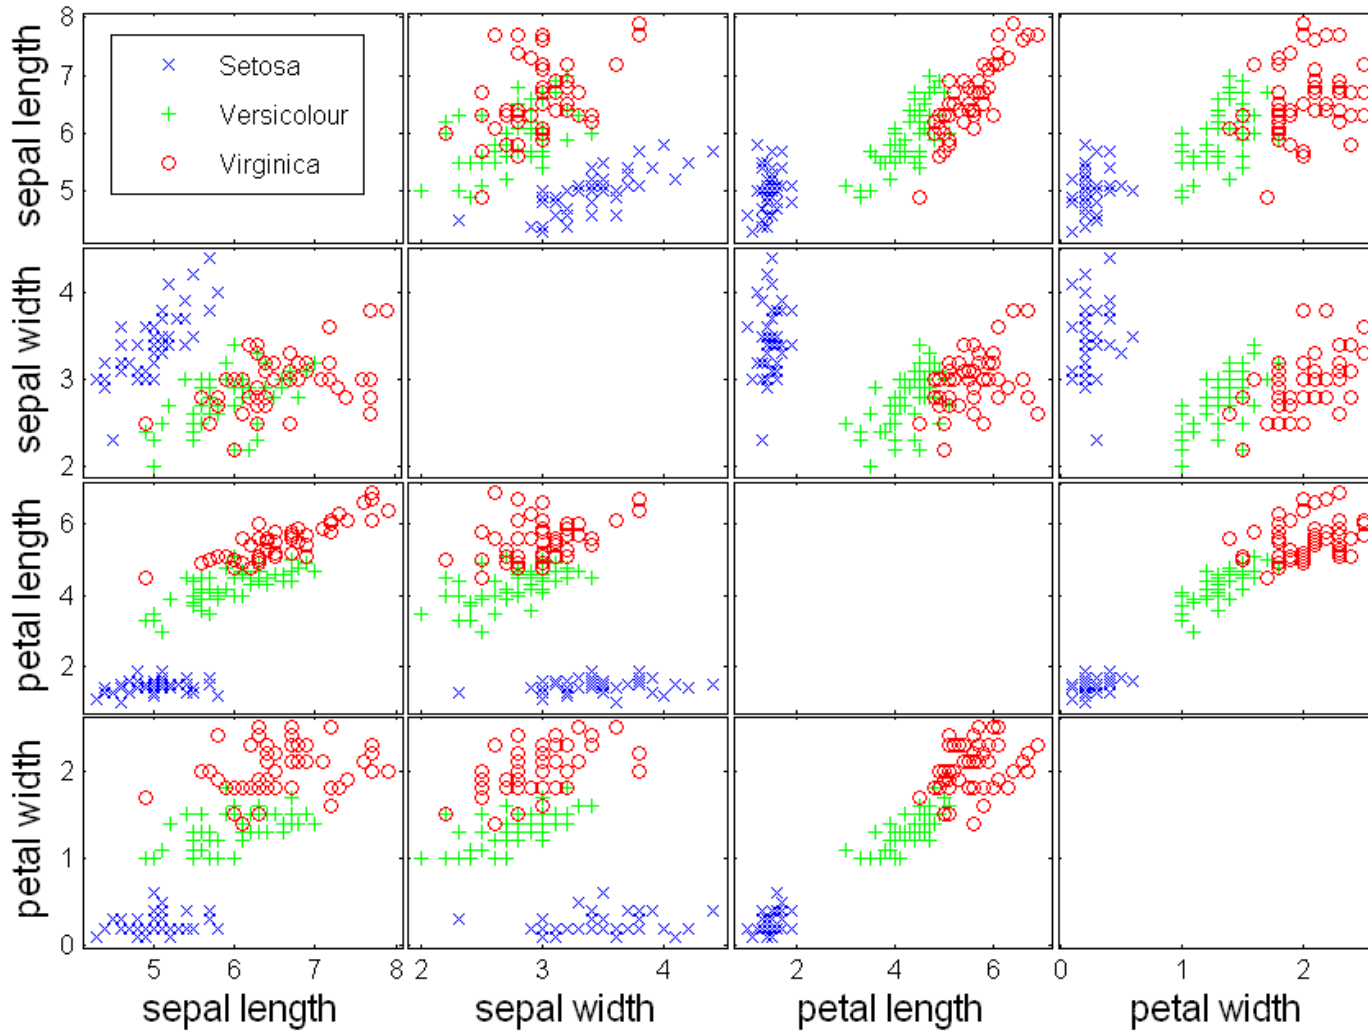 sepal length
8
7
6
5
Setosa
Versicolour
Virginica
sepal width
4
3
2
petal length
6
4
2
petal width
2
1
0
5 6 7 8 2 3 4 2 4 6 0 1 2
sepal length sepal width petal length petal width